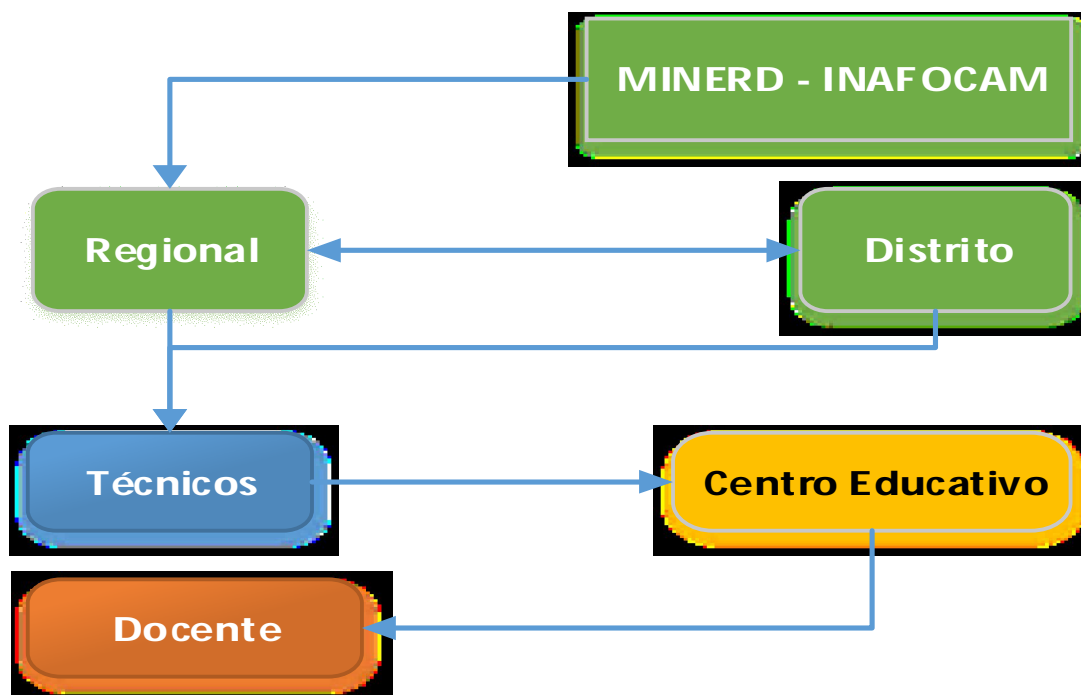 MINERD - INAFOCAM
Regional
Distrito
Técnicos
Centro Educativo
Docente